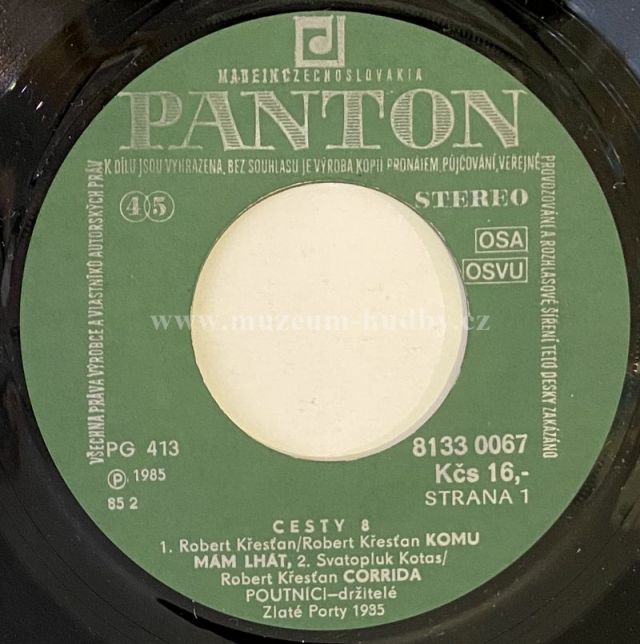 MADE IN CZECHOSLOVAKIA
PANTON
VŠECHNA PRÁVA VÝROBCE A VLASTNÍKŮ AUTORSKÝCH PRÁV
K DÍLU JSOU VYHRAZENA. BEZ SOUHLASU JE VÝROBA KOPIÍ PRONÁJEM, PŮJČOVÁNÍ, VEŘEJNÉ
PROVOZOVÁNÍ A ROZHLASOVÉ ŠÍŘENÍ TÉTO DESKY ZAKÁZÁNO
45
STEREO
OSA
OSVU
www.muzeum-hudby.cz
PG 413
8133 0067
Ⓟ 1985
Kčs 16,-
85 2
STRANA 1
CESTY 8
1. Robert Křesťan/Robert Křesťan KOMU
MÁM LHÁT, 2. Svatopluk Kotas/
Robert Křesťan CORRIDA
POUTNÍCI–držitelé
Zlaté Porty 1985